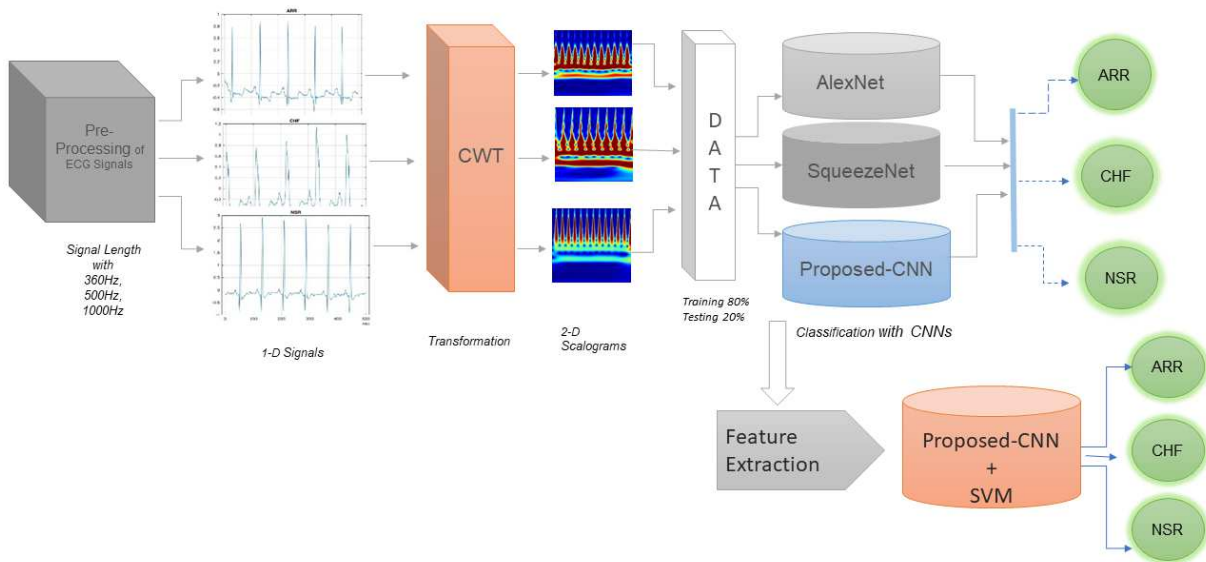 Pre-
Processing of
ECG Signals
Signal Length
with
360Hz,
500Hz,
1000Hz
ARR
CHF
NSR
1-D Signals
CWT
Transformation
2-D
Scalograms
D
A
T
A
Training 80%
Testing 20%
AlexNet
SqueezeNet
Proposed-CNN
Classification with CNNs
ARR
CHF
NSR
Feature
Extraction
Proposed-CNN
+
SVM
ARR
CHF
NSR